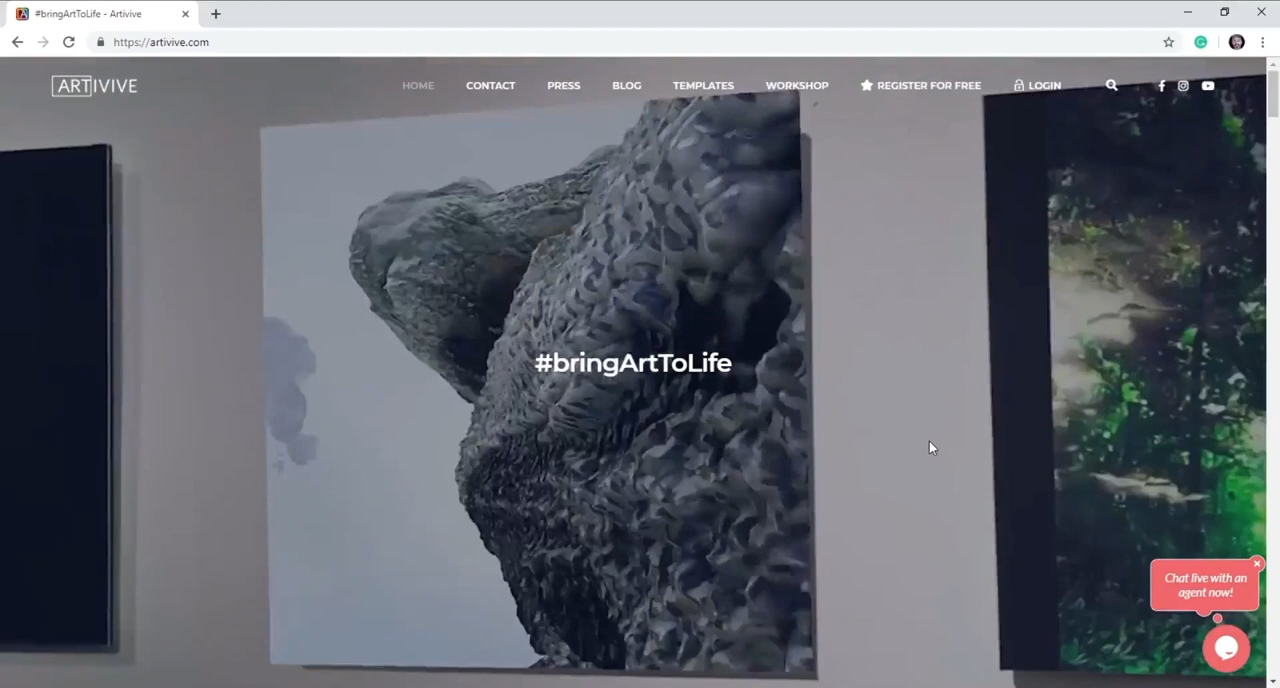 #bringArtToLife - Artivive
https://artivive.com
ARTIVIVE
HOME CONTACT PRESS BLOG TEMPLATES WORKSHOP REGISTER FOR FREE LOGIN
#bringArtToLife
Chat live with an
agent now!